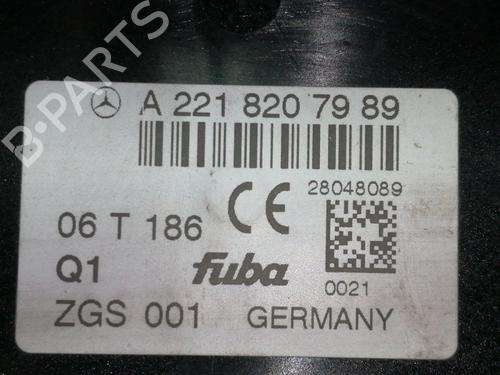 A 221 820 79 89
28048089
06 T 186
CE
Q1
fuba
0021
ZGS 001 GERMANY
B-PARTS